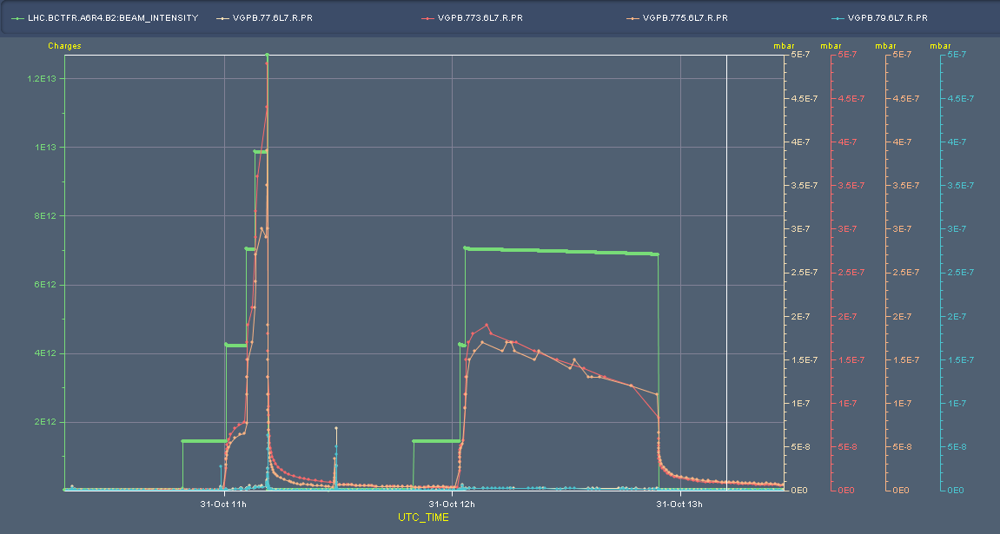 LHC.BCTFR.A6R4.B2:BEAM_INTENSITY VGPB.77.6L7.R.PR VGPB.773.6L7.R.PR VGPB.775.6L7.R.PR VGPB.79.6L7.R.PR
Charges mbar mbar mbar mbar
5E-7 5E-7 5E-7 5E-7
1.2E13
4.5E-7 4.5E-7 4.5E-7 4.5E-7
1E13 4E-7 4E-7 4E-7 4E-7
3.5E-7 3.5E-7 3.5E-7 3.5E-7
8E12
3E-7 3E-7 3E-7 3E-7
6E12 2.5E-7 2.5E-7 2.5E-7 2.5E-7
2E-7 2E-7 2E-7 2E-7
4E12 1.5E-7 1.5E-7 1.5E-7 1.5E-7
1E-7 1E-7 1E-7 1E-7
2E12
5E-8 5E-8 5E-8 5E-8
0E0 0E0 0E0 0E0
31-Oct 11h 31-Oct 12h 31-Oct 13h
UTC_TIME